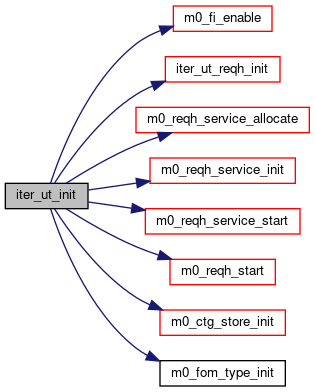 m0_fi_enable
iter_ut_reqh_init
m0_reqh_service_allocate
iter_ut_init
m0_reqh_service_init
m0_reqh_service_start
m0_reqh_start
m0_ctg_store_init
m0_fom_type_init